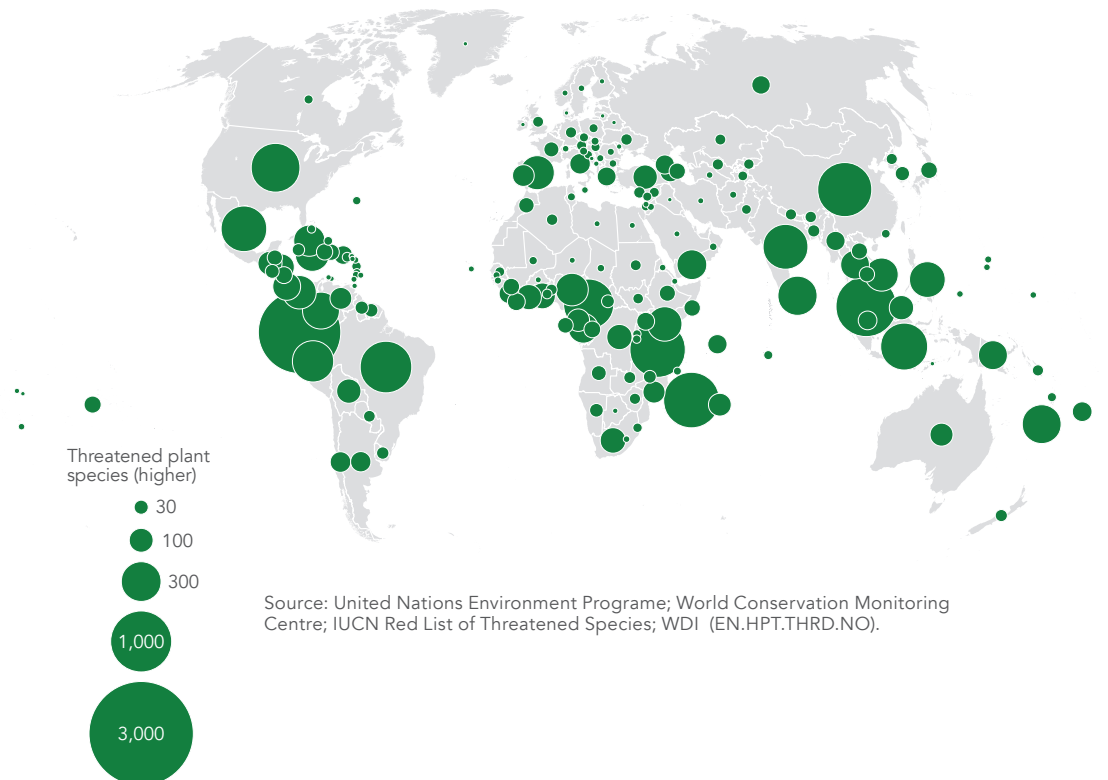 Threatened plant
species (higher)
30
100
300
1,000
3,000
Source: United Nations Environment Programe; World Conservation Monitoring
Centre; IUCN Red List of Threatened Species; WDI (EN.HPT.THRD.NO).